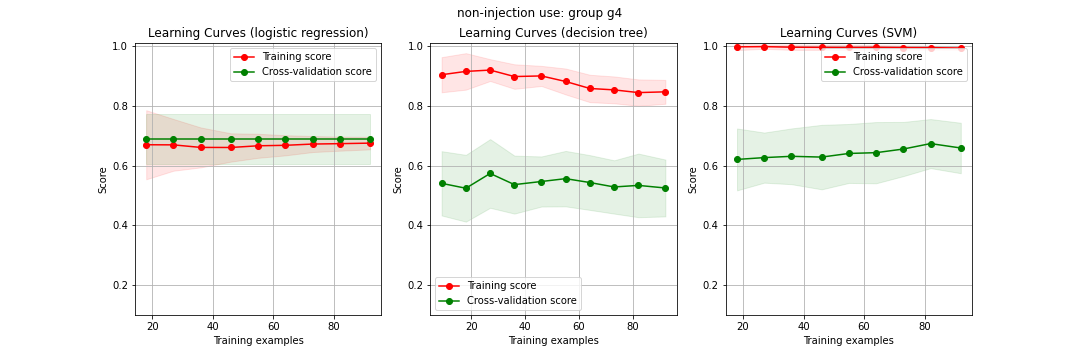 non-injection use: group g4
Learning Curves (logistic regression)
Learning Curves (decision tree)
Learning Curves (SVM)
1.0
0.8
0.6
0.4
0.2
Score
20
40
60
80
Training examples
Training score
Cross-validation score
1.0
0.8
0.6
0.4
0.2
Score
20
40
60
80
Training examples
Training score
Cross-validation score
1.0
0.8
0.6
0.4
0.2
Score
20
40
60
80
Training examples
Training score
Cross-validation score